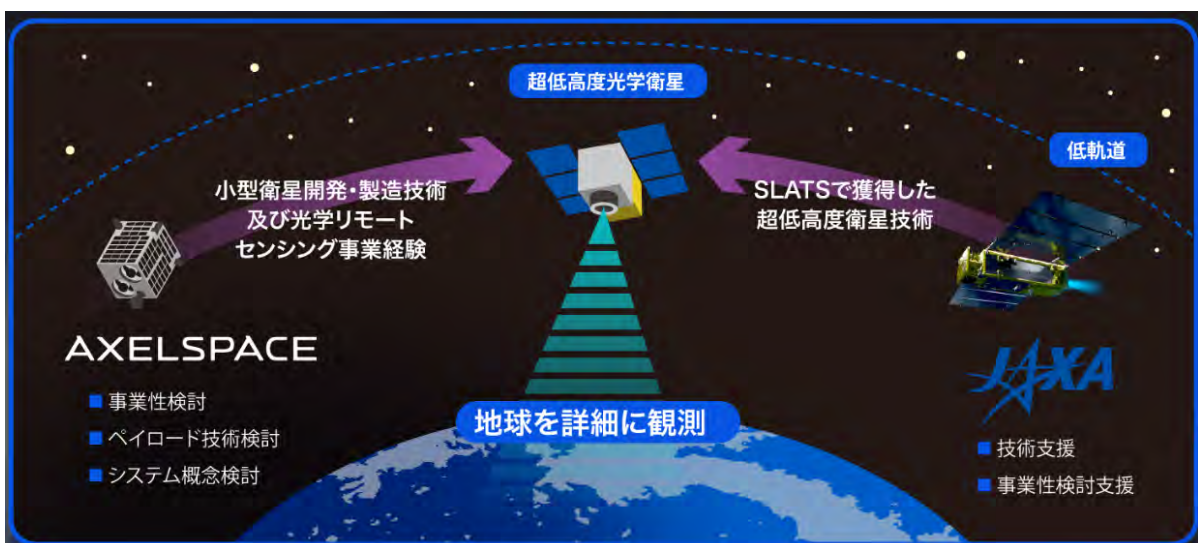 超低高度光学衛星
低軌道
小型衛星開発・製造技術
及び光学リモート
センシング事業経験
SLATSで獲得した
超低高度衛星技術
AXELSPACE
事業性検討
ペイロード技術検討
システム概念検討
地球を詳細に観測
JAXA
技術支援
事業性検討支援